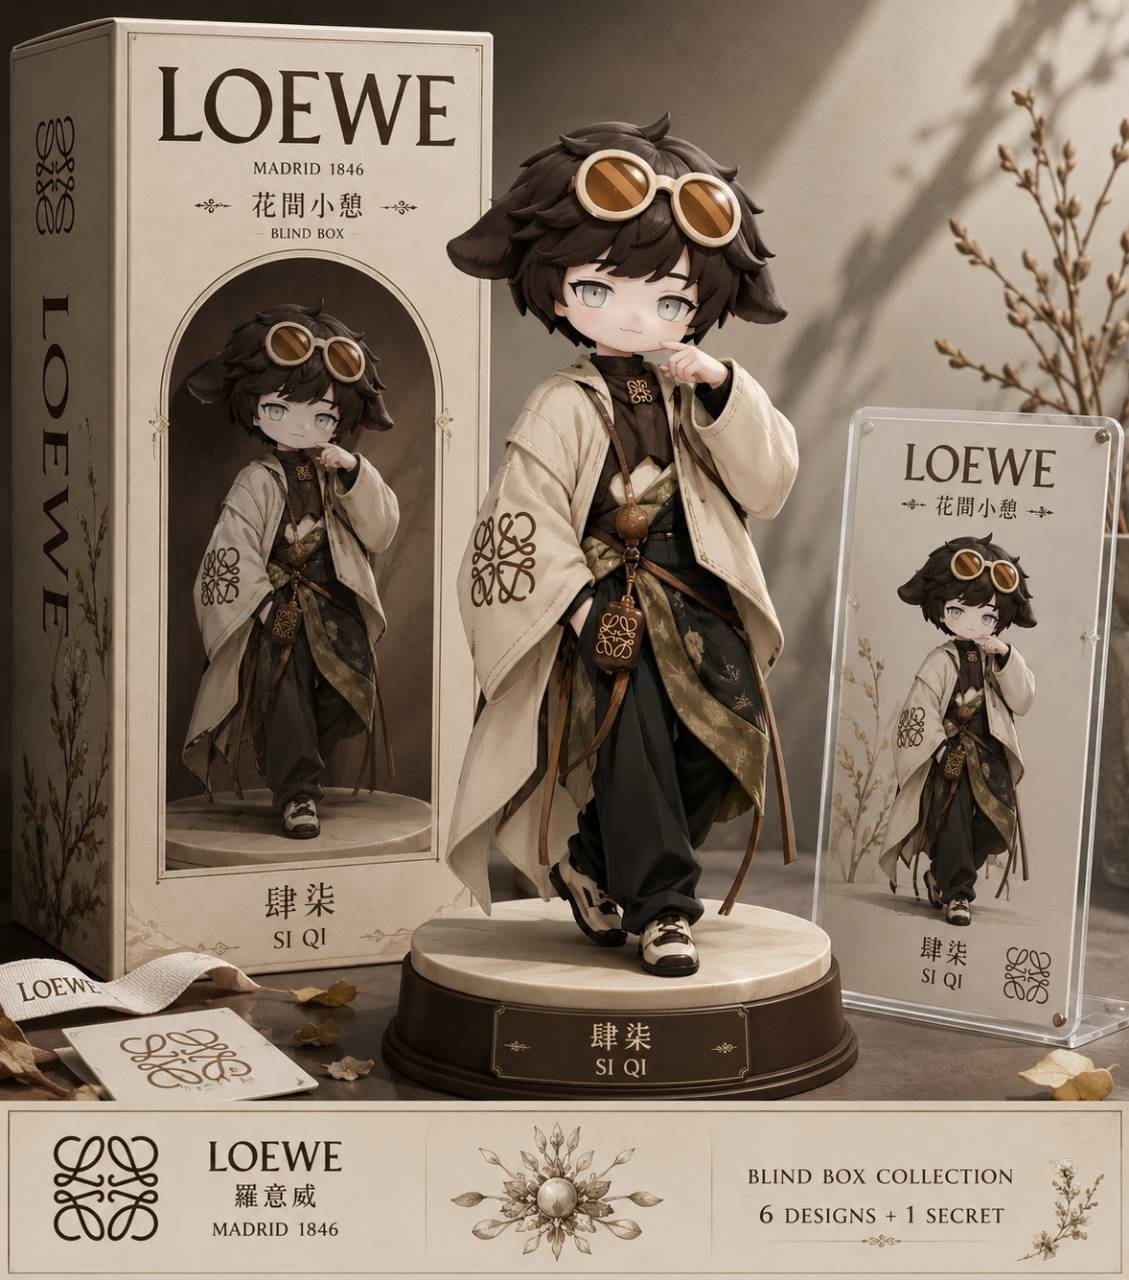 LOEWE
MADRID 1846
花間小憩
BLIND BOX
肆柒
SI QI
LOEWE
LOEWE
花間小憩
肆柒
SI QI
LOEWE
肆柒
SI QI
LOEWE
羅意威
MADRID 1846
BLIND BOX COLLECTION
6 DESIGNS + 1 SECRET